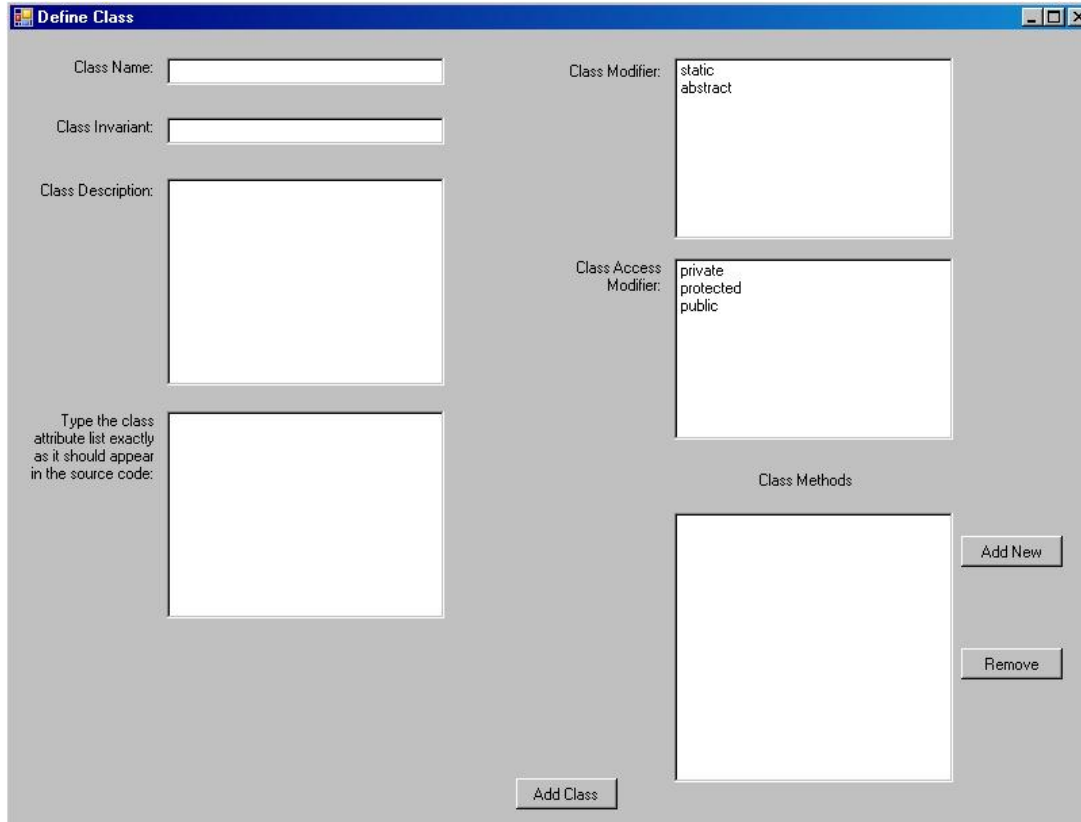 Define Class
Class Name:
Class Invariant:
Class Description:
Type the class
attribute list exactly
as it should appear
in the source code:
Class Modifier:
static
abstract
Class Access
Modifier:
private
protected
public
Class Methods
Add New
Remove
Add Class